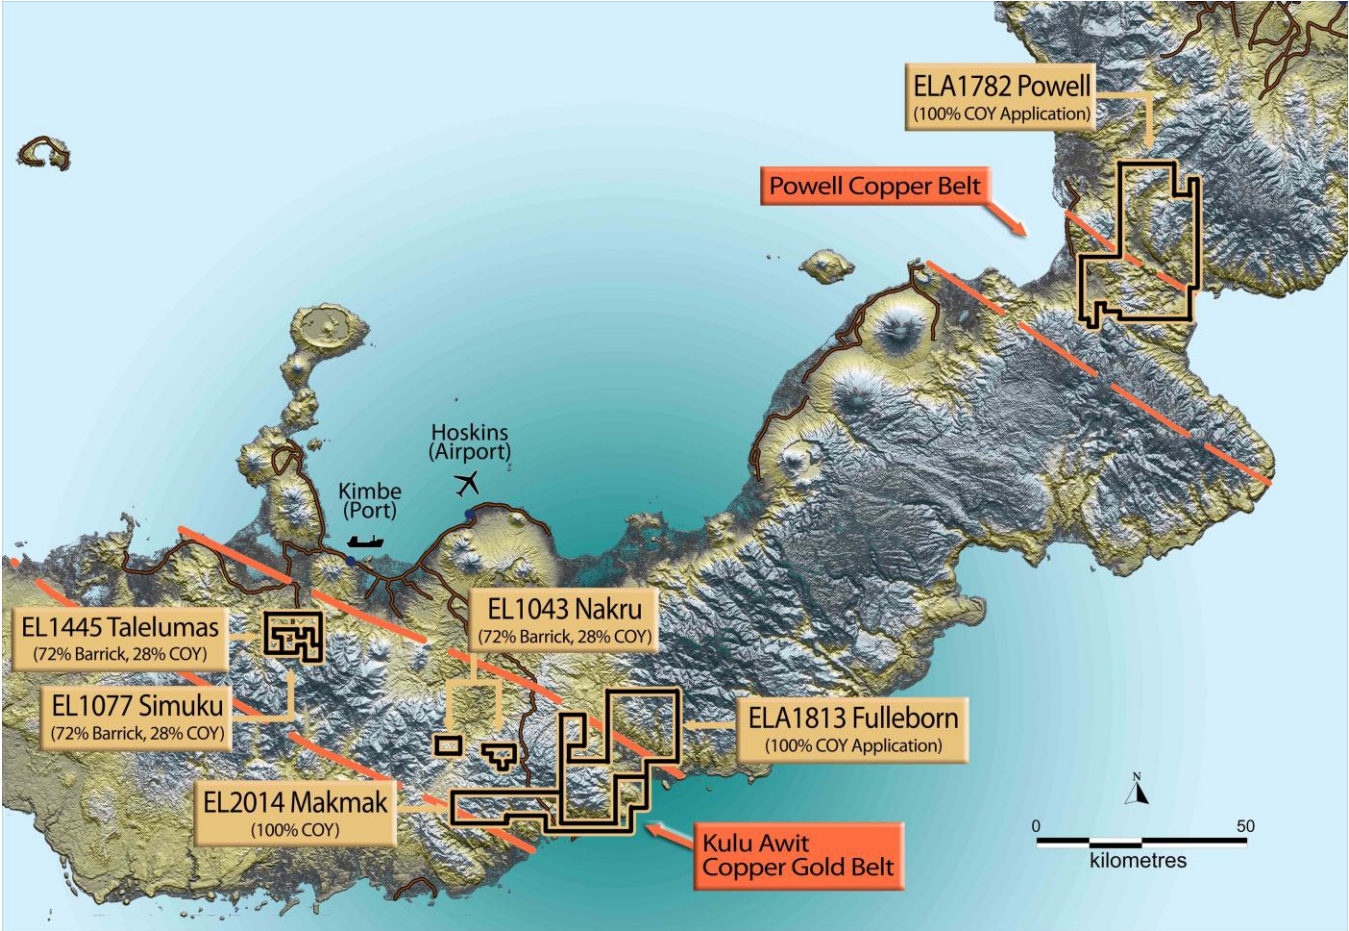 ELA1782 Powell
(100% COY Application)
Powell Copper Belt
Hoskins
(Airport)
Kimbe
(Port)
EL1445 Talelumas
(72% Barrick, 28% COY)
EL1043 Nakru
(72% Barrick, 28% COY)
EL1077 Simuku
(72% Barrick, 28% COY)
ELA1813 Fulleborn
(100% COY Application)
EL2014 Makmak
(100% COY)
Kulu Awit
Copper Gold Belt
N
0 50
kilometres